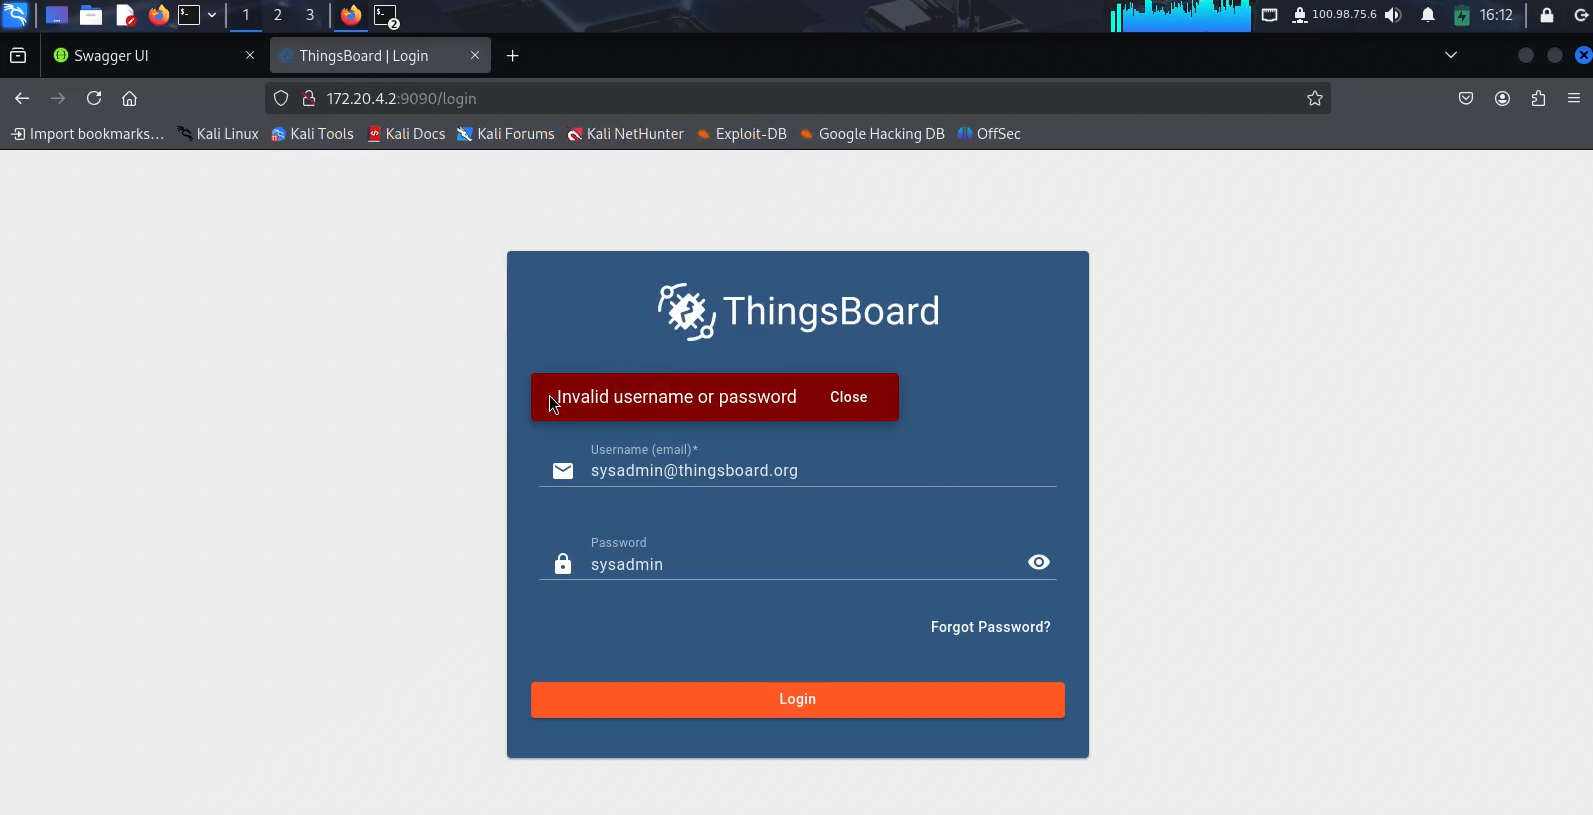 1 2 3 2 100.98.75.6 16:12
Swagger UI ThingsBoard | Login
172.20.4.2:9090/login
Import bookmarks... Kali Linux Kali Tools Kali Docs Kali Forums Kali NetHunter Exploit-DB Google Hacking DB OffSec
ThingsBoard
Invalid username or password Close
Username (email)*
sysadmin@thingsboard.org
Password
sysadmin
Forgot Password?
Login